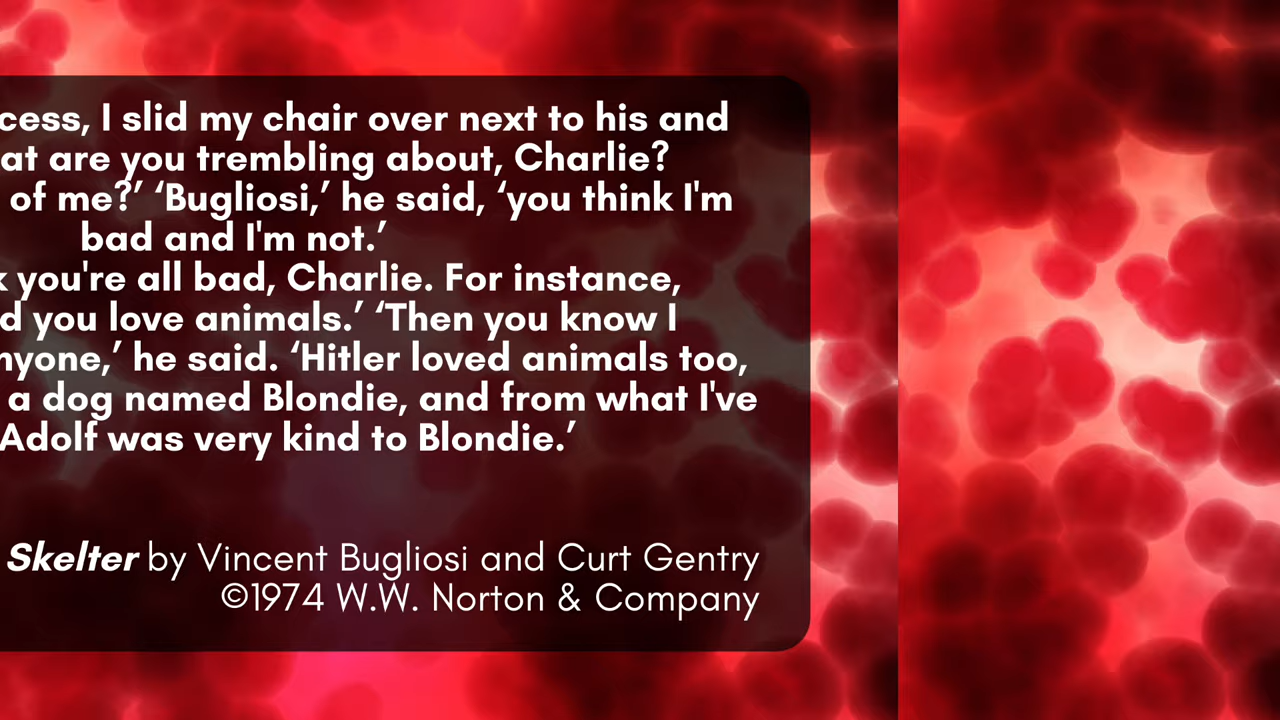 cess, I slid my chair over next to his and
at are you trembling about, Charlie?
of me?’ ‘Bugliosi,’ he said, ‘you think I'm
bad and I'm not.’
you're all bad, Charlie. For instance,
d you love animals.’ ‘Then you know I
nyone,’ he said. ‘Hitler loved animals too,
a dog named Blondie, and from what I've
Adolf was very kind to Blondie.’
Skelter by Vincent Bugliosi and Curt Gentry
©1974 W.W. Norton & Company